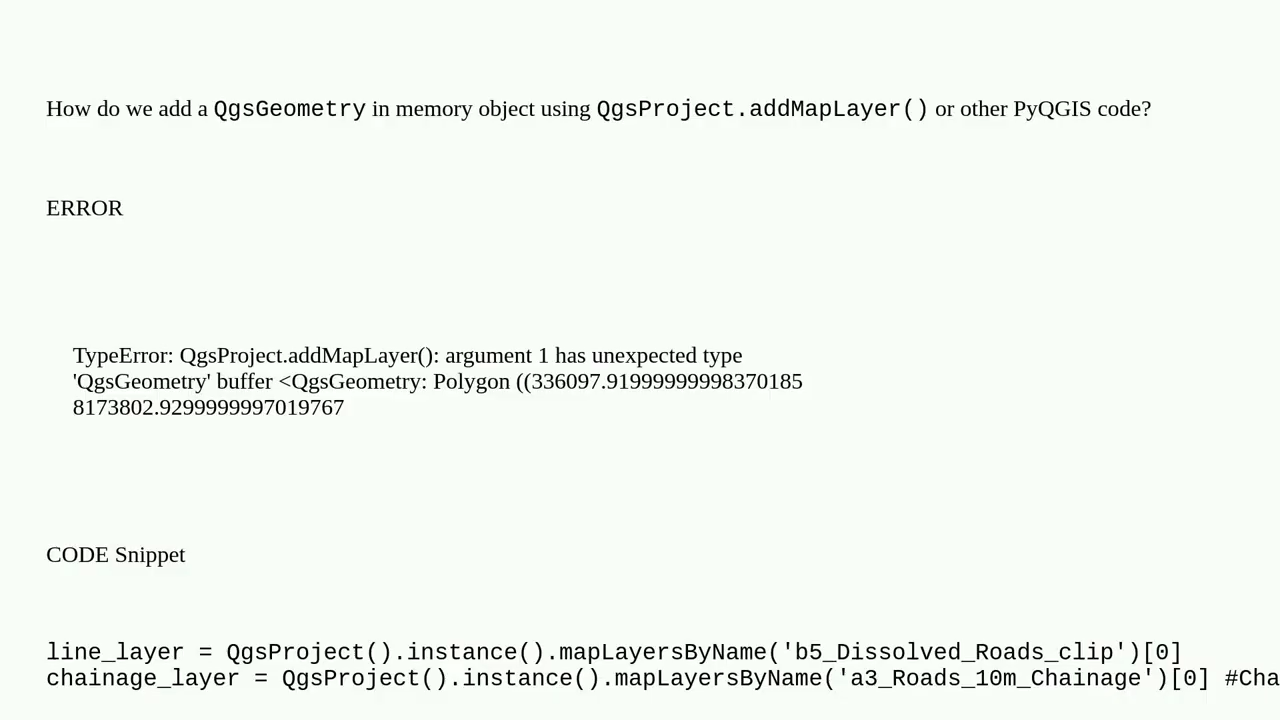 How do we add a QgsGeometry in memory object using QgsProject.addMapLayer() or other PyQGIS code?
ERROR
TypeError: QgsProject.addMapLayer(): argument 1 has unexpected type
'QgsGeometry' buffer <QgsGeometry: Polygon ((336097.91999999998370185
8173802.9299999997019767
CODE Snippet
line_layer = QgsProject().instance().mapLayersByName('b5_Dissolved_Roads_clip')[0]
chainage_layer = QgsProject().instance().mapLayersByName('a3_Roads_10m_Chainage')[0] #Cha